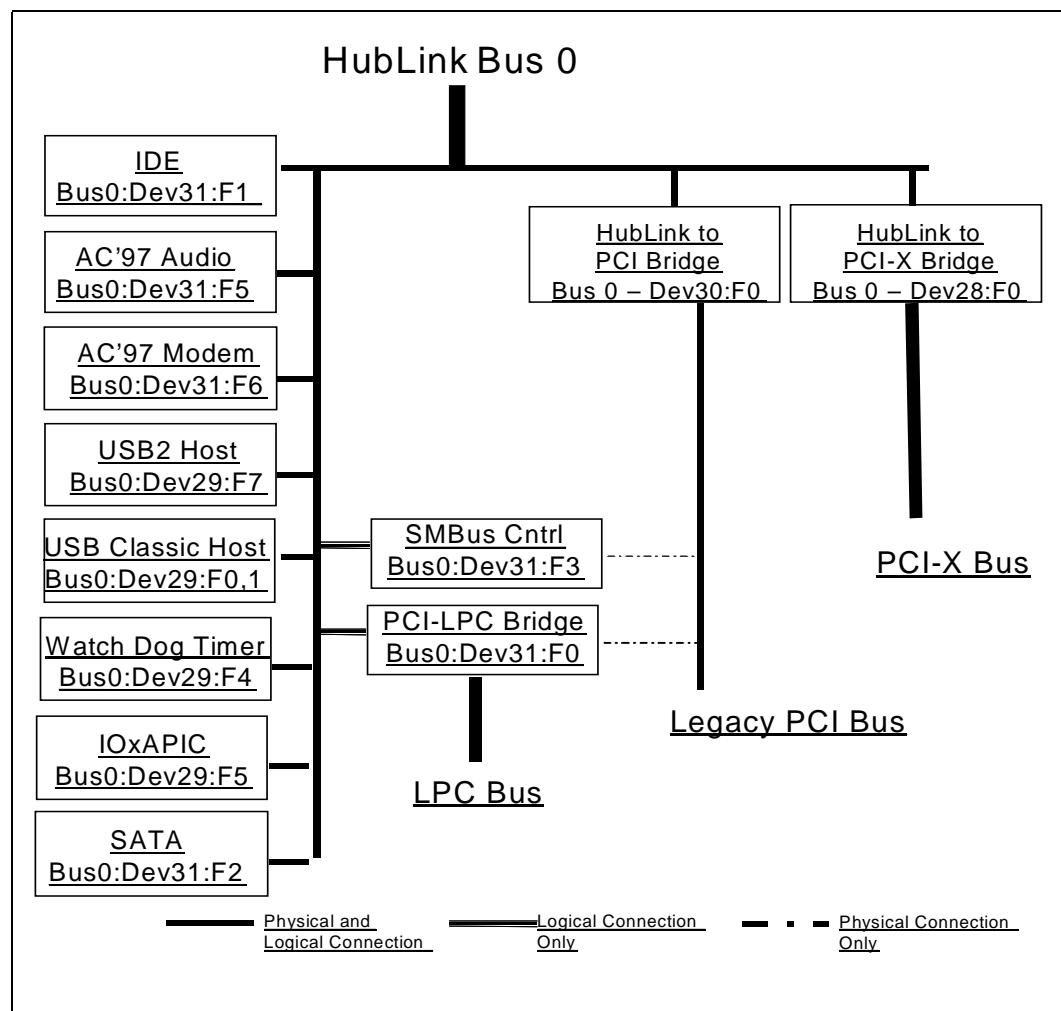 HubLink Bus 0
IDE
Bus0:Dev31:F1
AC'97 Audio
Bus0:Dev31:F5
AC'97 Modem
Bus0:Dev31:F6
USB2 Host
Bus0:Dev29:F7
USB Classic Host
Bus0:Dev29:F0,1
Watch Dog Timer
Bus0:Dev29:F4
IOxAPIC
Bus0:Dev29:F5
SATA
Bus0:Dev31:F2
SMBus Cntrl
Bus0:Dev31:F3
PCI-LPC Bridge
Bus0:Dev31:F0
LPC Bus
HubLink to
PCI Bridge
Bus 0 – Dev30:F0
Legacy PCI Bus
HubLink to
PCI-X Bridge
Bus 0 – Dev28:F0
PCI-X Bus
Physical and
Logical Connection
Logical Connection
Only
Physical Connection
Only